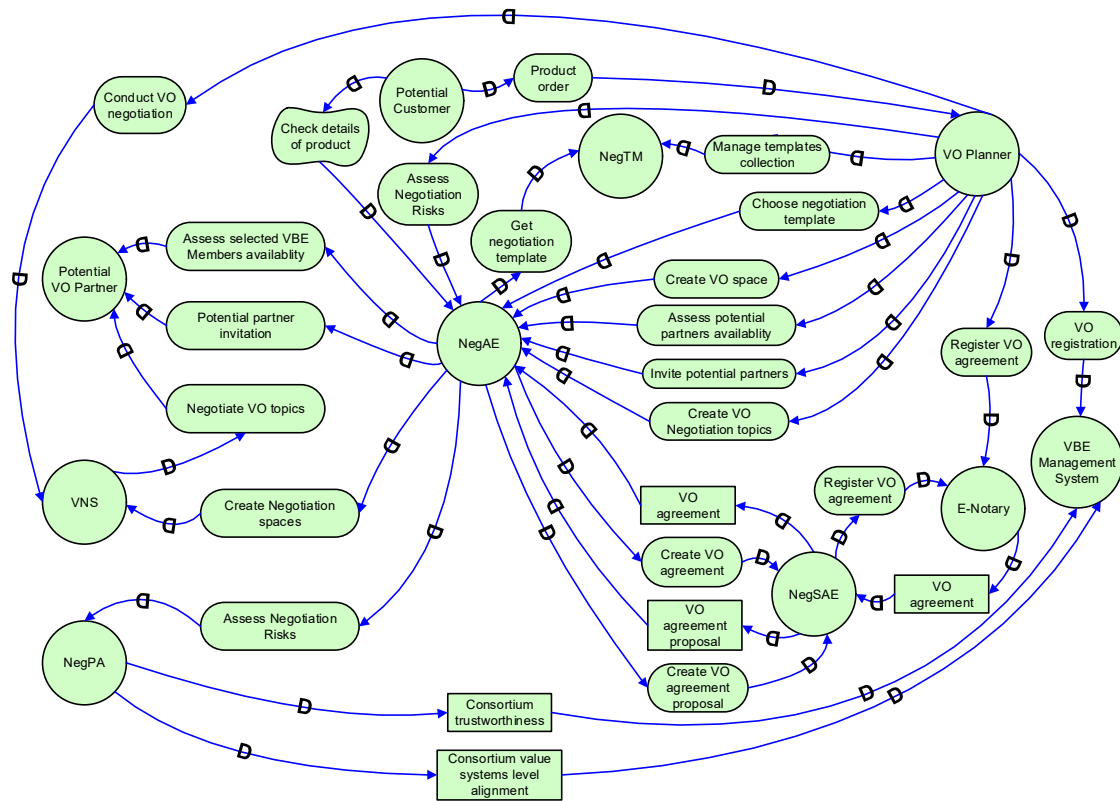 D
Conduct VO
negotiation
D
Check details
of product
Potential
Customer
D
Product
order
D
D
Assess
Negotiation
Risks
NegTM
D
Manage templates
collection
D
VO Planner
D
D
D
Get
negotiation
template
D
D
Choose negotiation
template
D
D
D
Potential
VO Partner
D
Assess selected VBE
Members availablity
D
D
Create VO space
D
D
D
Potential partner
invitation
D
NegAE
D
Assess potential
partners availablity
D
Register VO
agreement
VO
registration
D
D
Invite potential partners
D
D
Negotiate VO topics
D
Create VO
Negotiation topics
D
D
D
D
D
VNS
D
Create Negotiation
spaces
D
VO
agreement
D
Register VO
agreement
D
E-Notary
VBE
Management
System
D
D
D
D
Create VO
agreement
D
NegSAE
D
VO
agreement
D
NegPA
D
Assess Negotiation
Risks
VO
agreement
proposal
D
Create VO
agreement
proposal
D
D
Consortium
trustworthiness
D
D
D
Consortium value
systems level
alignment